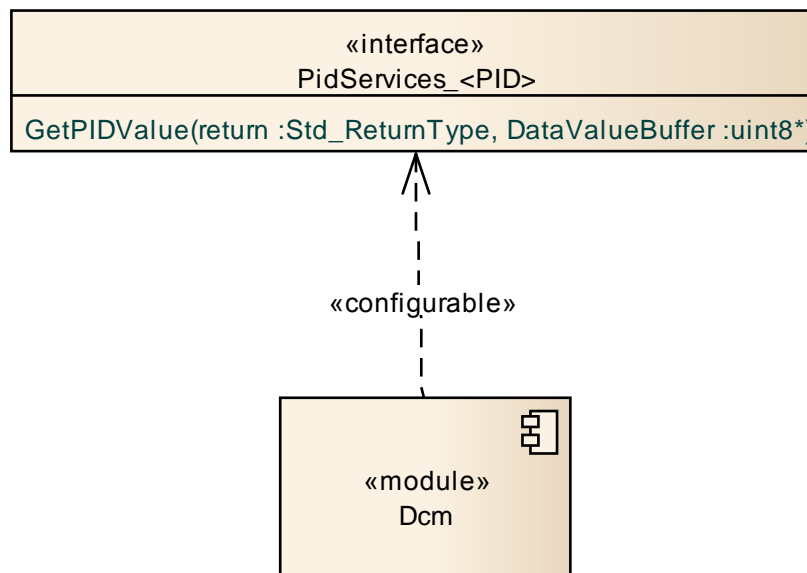 «interface»
PidServices_<PID>
GetPIDValue(return :Std_ReturnType, DataValueBuffer :uint8*)
«configurable»
«module»
Dcm